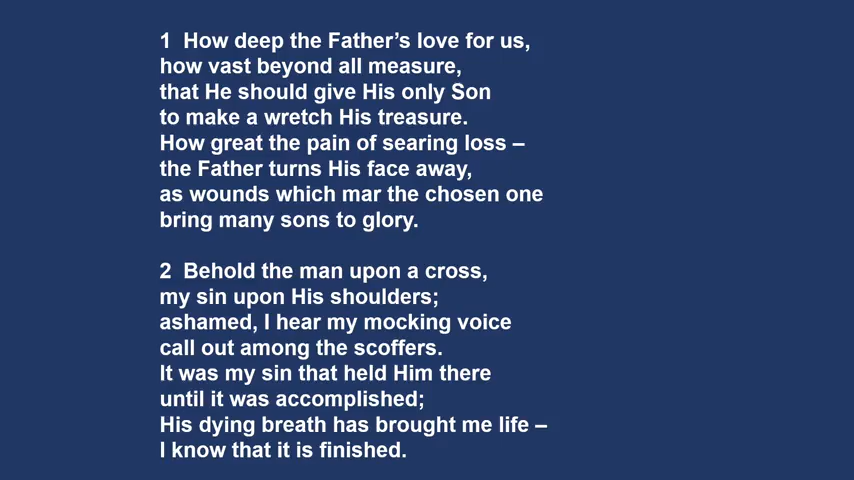 1 How deep the Father’s love for us,
how vast beyond all measure,
that He should give His only Son
to make a wretch His treasure.
How great the pain of searing loss –
the Father turns His face away,
as wounds which mar the chosen one
bring many sons to glory.
2 Behold the man upon a cross,
my sin upon His shoulders;
ashamed, I hear my mocking voice
call out among the scoffers.
It was my sin that held Him there
until it was accomplished;
His dying breath has brought me life –
I know that it is finished.